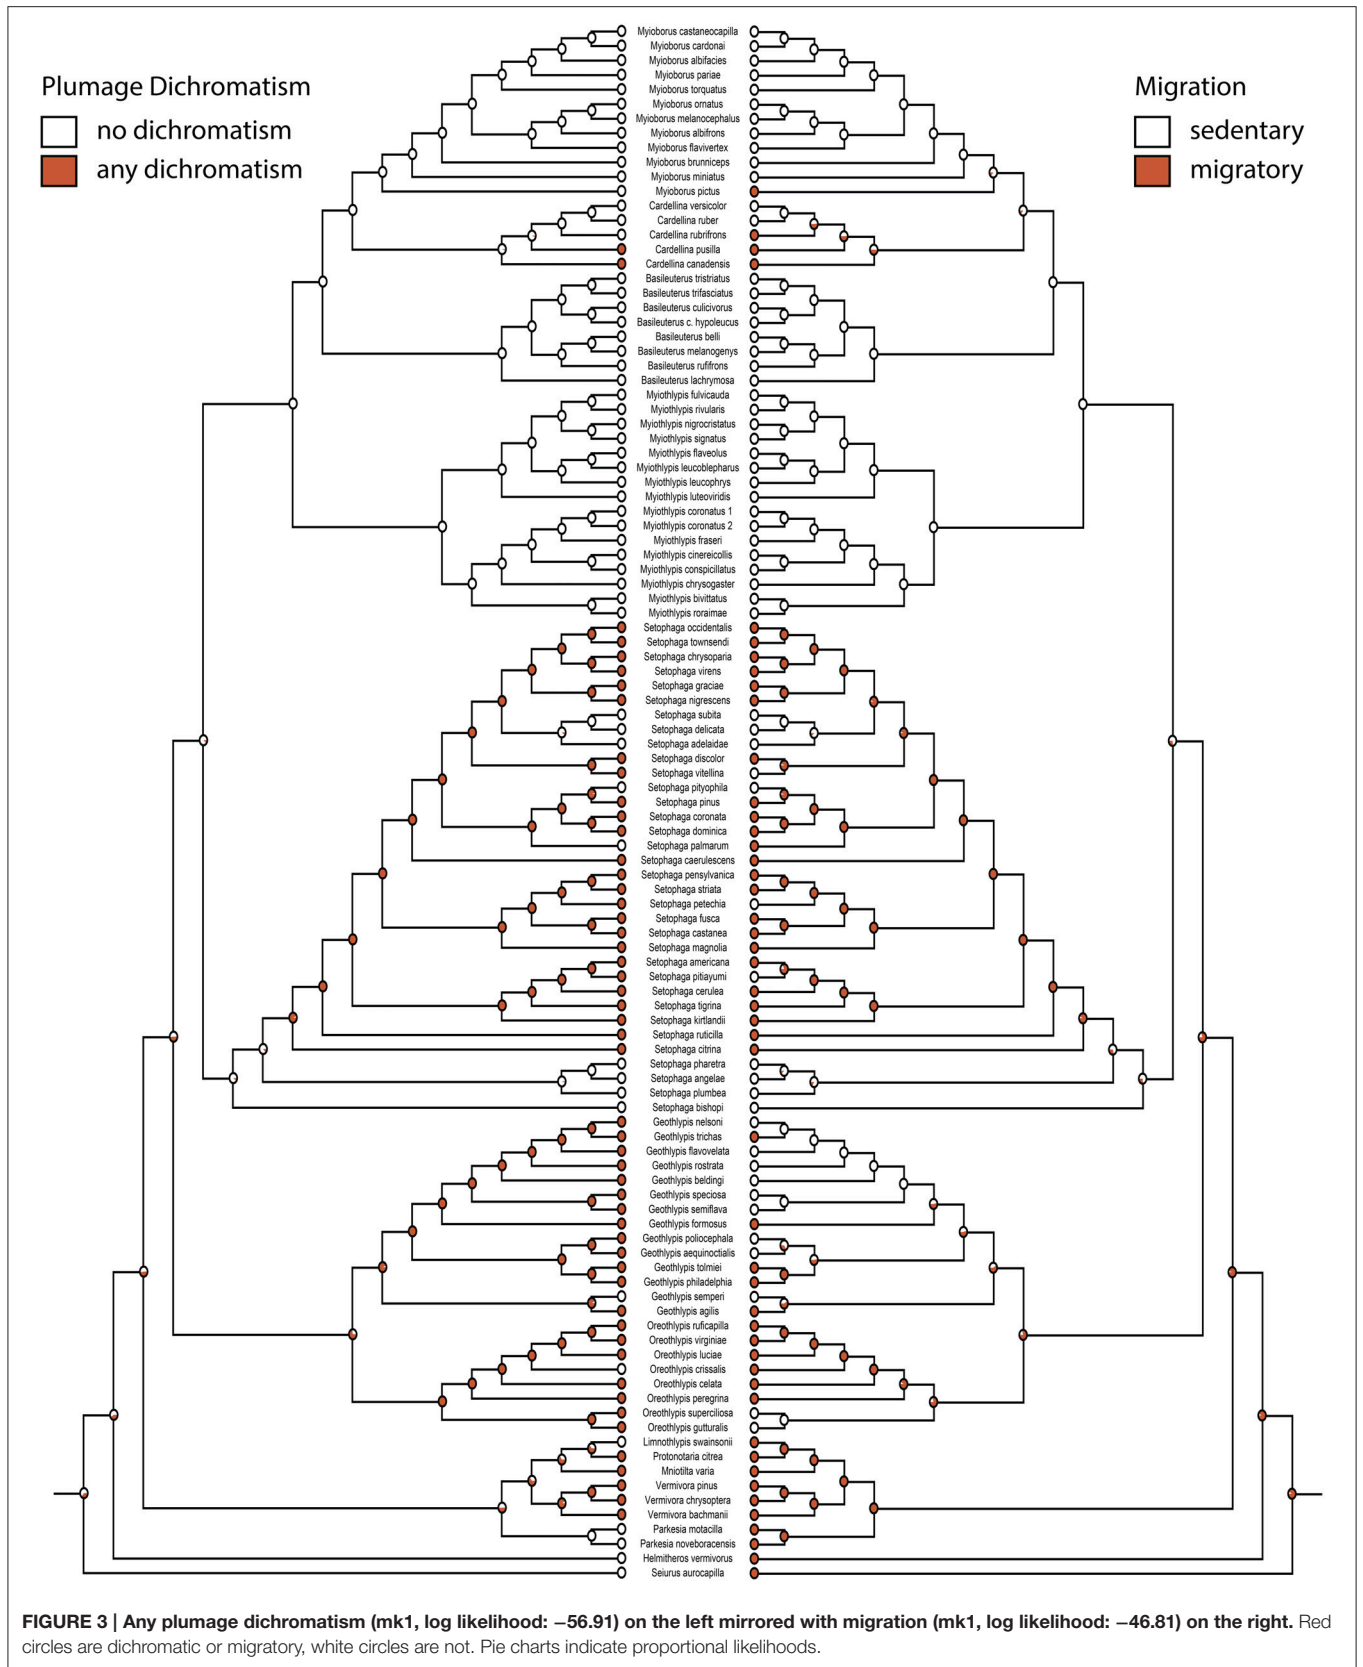 Plumage Dichromatism
no dichromatism
any dichromatism
Migration
sedentary
migratory
Myioborus castaneocapilla
Myioborus cardonai
Myioborus albifacies
Myioborus pariae
Myioborus torquatus
Myioborus ornatus
Myioborus melanocephalus
Myioborus albifrons
Myioborus flavivertex
Myioborus brunniceps
Myioborus miniatus
Myioborus pictus
Cardellina versicolor
Cardellina ruber
Cardellina rubrifrons
Cardellina pusilla
Cardellina canadensis
Basileuterus tristriatus
Basileuterus trifasciatus
Basileuterus culicivorus
Basileuterus c. hypoleucus
Basileuterus belli
Basileuterus melanogenys
Basileuterus rufifrons
Basileuterus lachrymosa
Myiothlypis fulvicauda
Myiothlypis rivularis
Myiothlypis nigrocristatus
Myiothlypis signatus
Myiothlypis flaveolus
Myiothlypis leucoblepharus
Myiothlypis leucophrys
Myiothlypis luteoviridis
Myiothlypis coronatus 1
Myiothlypis coronatus 2
Myiothlypis fraseri
Myiothlypis cinereicollis
Myiothlypis conspicillatus
Myiothlypis chrysogaster
Myiothlypis bivittatus
Myiothlypis roraimae
Setophaga occidentalis
Setophaga townsendi
Setophaga chrysoparia
Setophaga virens
Setophaga graciae
Setophaga nigrescens
Setophaga subita
Setophaga delicata
Setophaga adelaidae
Setophaga discolor
Setophaga vitellina
Setophaga pityophila
Setophaga pinus
Setophaga coronata
Setophaga dominica
Setophaga palmarum
Setophaga caerulescens
Setophaga pensylvanica
Setophaga striata
Setophaga petechia
Setophaga fusca
Setophaga castanea
Setophaga magnolia
Setophaga americana
Setophaga pitiayumi
Setophaga cerulea
Setophaga tigrina
Setophaga kirtlandii
Setophaga ruticilla
Setophaga citrina
Setophaga pharetra
Setophaga angelae
Setophaga plumbea
Setophaga bishopi
Geothlypis nelsoni
Geothlypis trichas
Geothlypis flavovelata
Geothlypis rostrata
Geothlypis beldingi
Geothlypis speciosa
Geothlypis semiflava
Geothlypis formosus
Geothlypis poliocephala
Geothlypis aequinoctialis
Geothlypis tolmiei
Geothlypis philadelphia
Geothlypis semperi
Geothlypis agilis
Oreothlypis ruficapilla
Oreothlypis virginiae
Oreothlypis luciae
Oreothlypis crissalis
Oreothlypis celata
Oreothlypis peregrina
Oreothlypis superciliosa
Oreothlypis gutturalis
Limnothlypis swainsonii
Protonotaria citrea
Mniotilta varia
Vermivora pinus
Vermivora chrysoptera
Vermivora bachmanii
Parkesia motacilla
Parkesia noveboracensis
Helmitheros vermivorus
Seiurus aurocapilla
FIGURE 3 | Any plumage dichromatism (mk1, log likelihood: −56.91) on the left mirrored with migration (mk1, log likelihood: −46.81) on the right. Red
circles are dichromatic or migratory, white circles are not. Pie charts indicate proportional likelihoods.